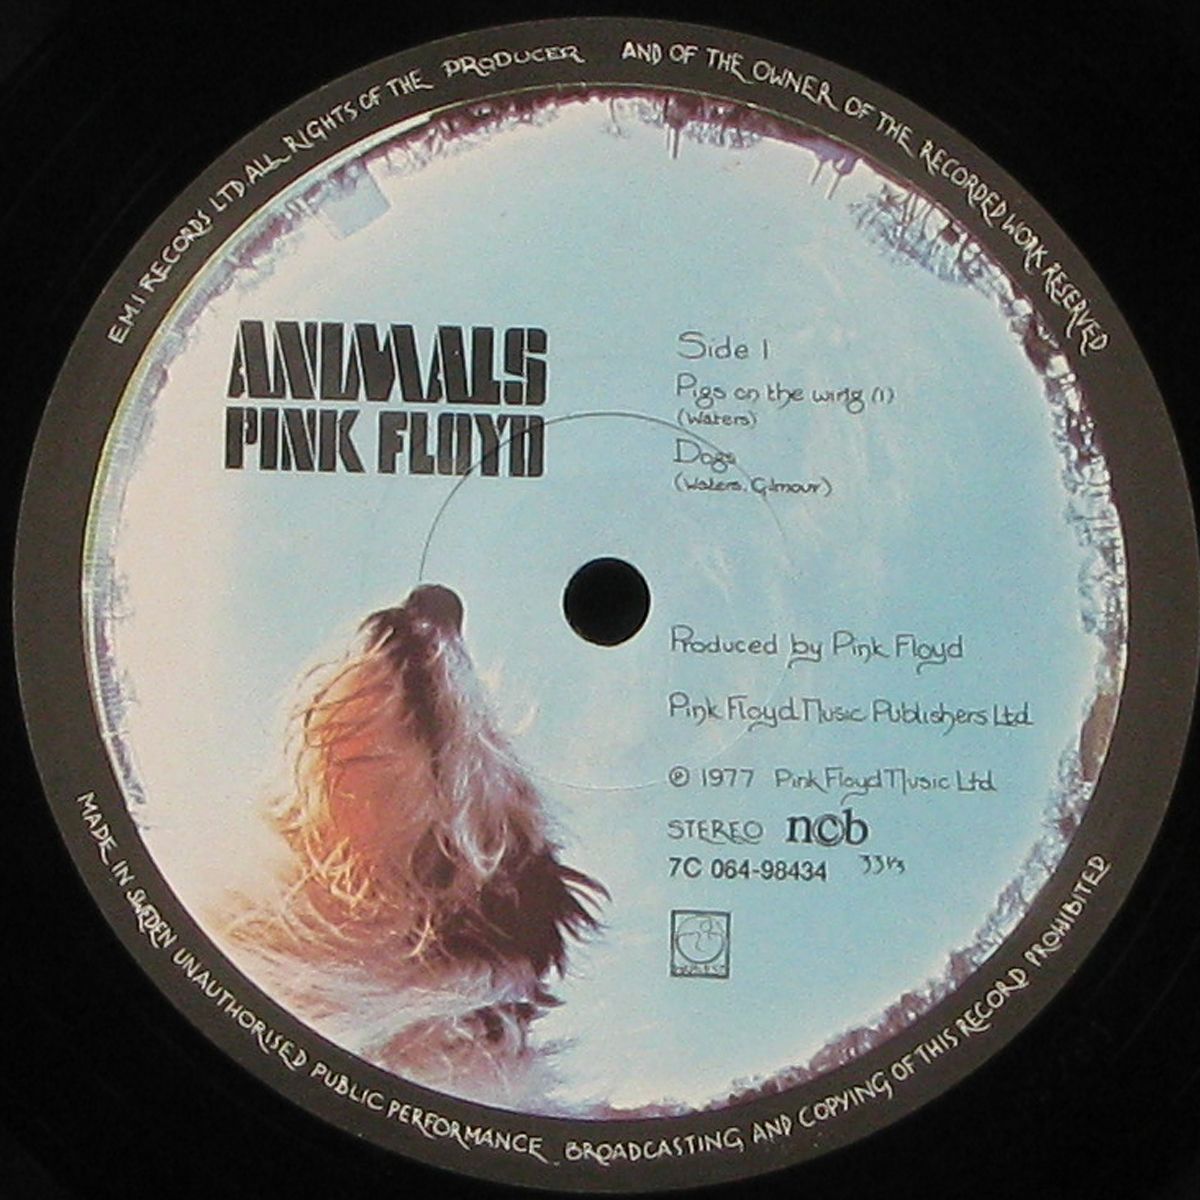 E.M.I RECORDS LTD ALL RIGHTS OF THE PRODUCER AND OF THE OWNER OF THE RECORDED WORK RESERVED
ANIMALS
PINK FLOYD
Side 1
Pigs on the wing (1)
(Waters)
Dogs
(Waters, Gilmour)
Produced by Pink Floyd
Pink Floyd Music Publishers Ltd.
℗ 1977 Pink Floyd Music Ltd.
STEREO ncb
7C 064-98434 33⅓
MADE IN SWEDEN UNAUTHORISED PUBLIC PERFORMANCE BROADCASTING AND COPYING OF THIS RECORD PROHIBITED